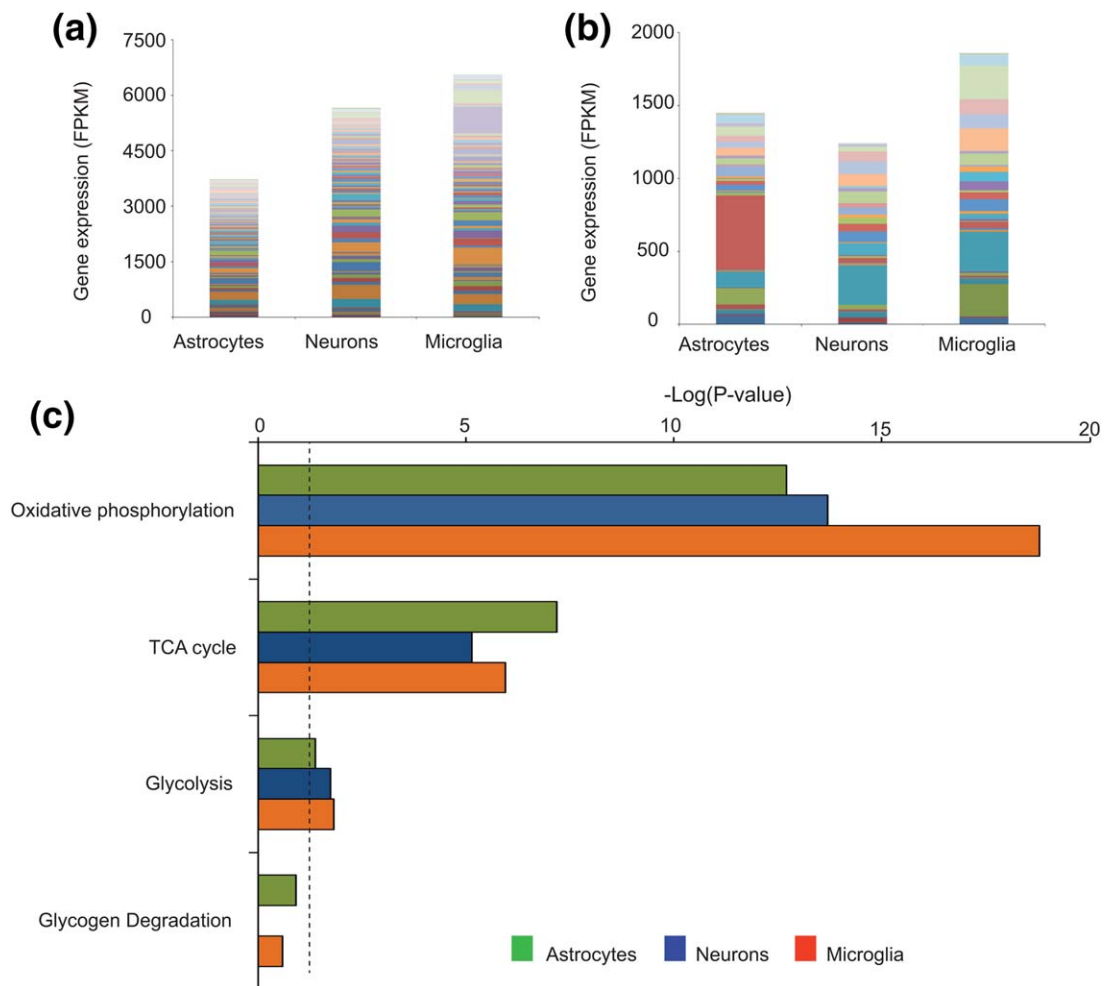 (a)
7500
6000
4500
3000
1500
0
Gene expression (FPKM)
Astrocytes Neurons Microglia
(b)
2000
1500
1000
500
0
Gene expression (FPKM)
Astrocytes Neurons Microglia
(c)
-Log(P-value)
0 5 10 15 20
Oxidative phosphorylation
TCA cycle
Glycolysis
Glycogen Degradation
Astrocytes Neurons Microglia